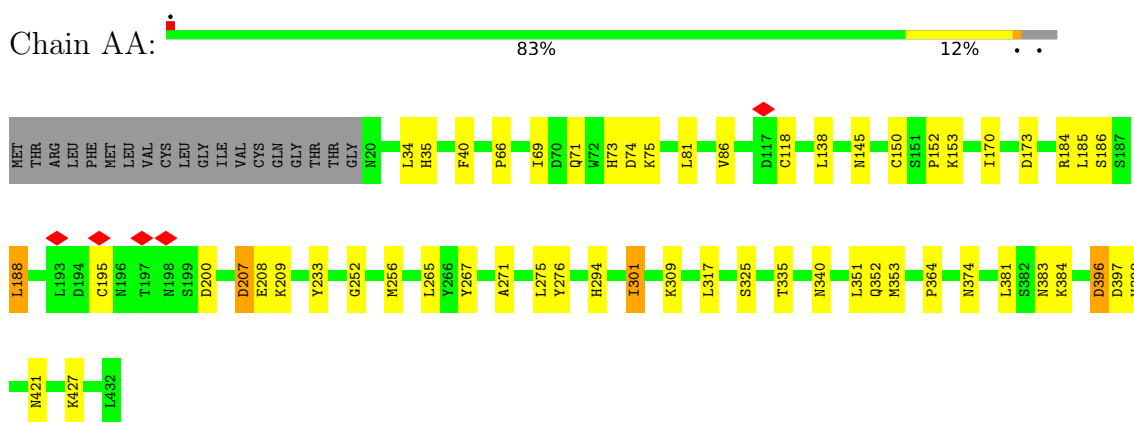 Chain AA:
83% 12%
MET THR ARG LEU PHE MET LEU VAL CYS LEU GLY ILE VAL CYS GLN GLY THR THR GLY N20 L34 H35 F40 P66 I69 D70 Q71 W72 H73 D74 K75 L81 V86 D117 C118 L138 N145 C150 S151 P152 K153 I170 D173 R184 L185 S186 S187
L188 L193 D194 C195 N196 T197 N198 S199 D200 D207 E208 K209 Y233 G252 M256 L265 Y266 Y267 A271 L275 Y276 H294 I301 K309 L317 S325 T335 N340 L351 Q352 M353 P364 N374 L381 S382 N383 K384 D396 D397
N421 K427 L432